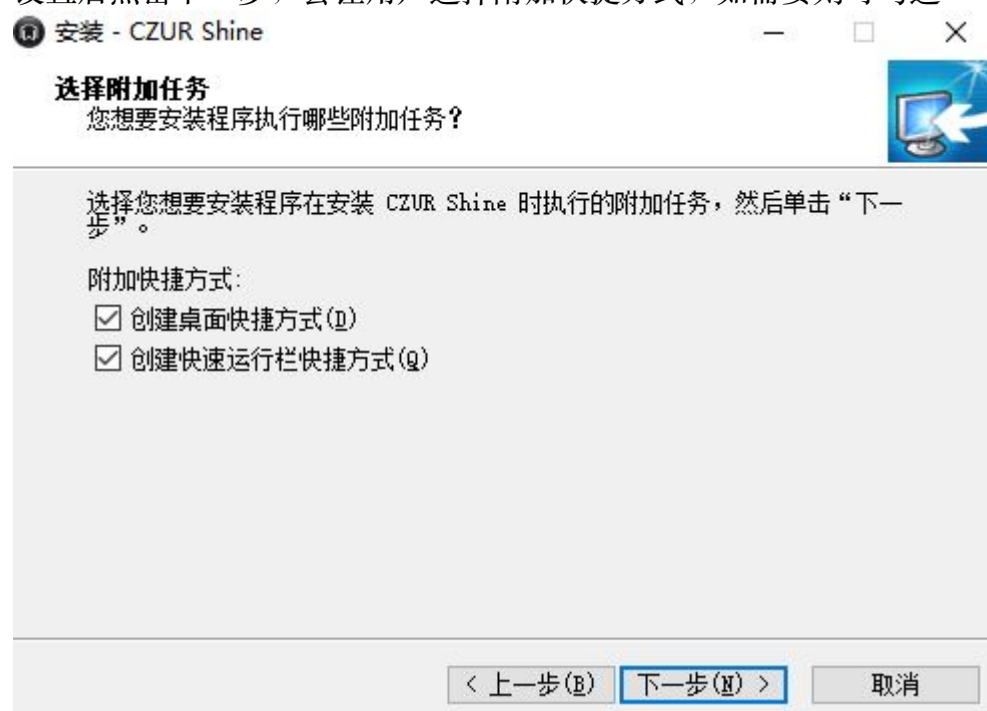 安装 - CZUR Shine
选择附加任务
您想要安装程序执行哪些附加任务?
选择您想要安装程序在安装 CZUR Shine 时执行的附加任务，然后单击“下一
步”。
附加快捷方式:
创建桌面快捷方式(D)
创建快速运行栏快捷方式(Q)
< 上一步(B)
下一步(N) >
取消